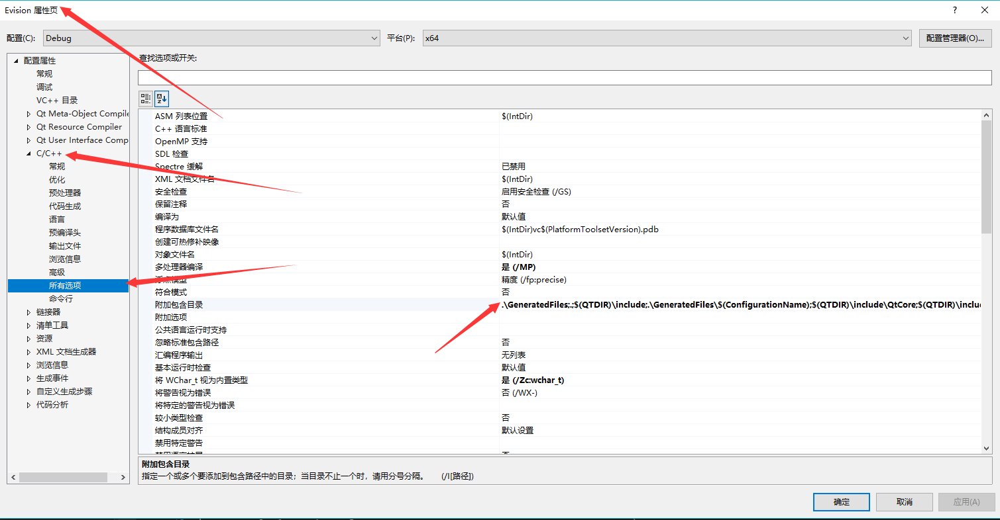 Evision 属性页
?
配置(C):
Debug
平台(P):
x64
配置管理器(O)...
配置属性
常规
调试
VC++ 目录
Qt Meta-Object Compile
Qt Resource Compiler
Qt User Interface Comp
C/C++
常规
优化
预处理器
代码生成
语言
预编译头
输出文件
浏览信息
高级
所有选项
命令行
链接器
清单工具
资源
XML 文档生成器
浏览信息
生成事件
自定义生成步骤
代码分析
查找选项或开关:
ASM 列表位置 $(IntDir)
C++ 语言标准
OpenMP 支持
SDL 检查
Spectre 缓解 已禁用
XML 文档文件名 $(IntDir)
安全检查 启用安全检查 (/GS)
保留注释 否
编译为 默认值
程序数据库文件名 $(IntDir)vc$(PlatformToolsetVersion).pdb
创建可热修补映像
对象文件名 $(IntDir)
多处理器编译 是 (/MP)
浮点模型 精度 (/fp:precise)
符合模式 否
附加包含目录 .\GeneratedFiles;.;$(QTDIR)\include;.\GeneratedFiles\$(ConfigurationName);$(QTDIR)\include\QtCore;$(QTDIR)\inclu
附加选项
公共语言运行时支持
忽略标准包含路径 否
汇编程序输出 无列表
基本运行时检查 默认值
将 WChar_t 视为内置类型 是 (/Zc:wchar_t)
将警告视为错误 否 (/WX-)
将特定的警告视为错误
较小类型检查 否
结构成员对齐 默认设置
禁用特定警告
附加包含目录
指定一个或多个要添加到包含路径中的目录；当目录不止一个时，请用分号分隔。 (/I[路径])
确定
取消
应用(A)